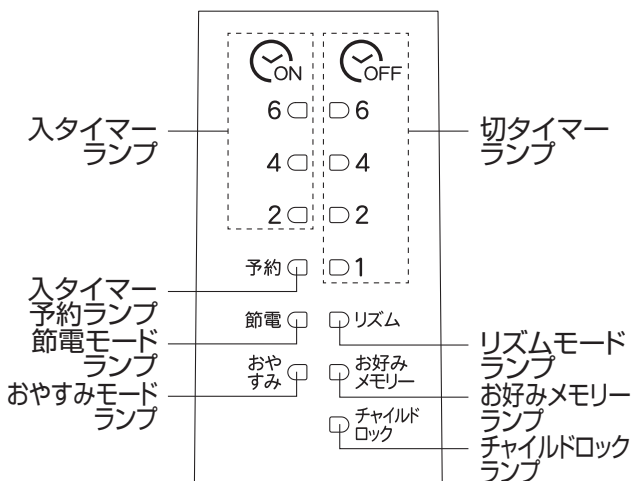 ON
OFF
6
6
4
4
2
2
予約
1
節電
リズム
おや
すみ
お好み
メモリー
チャイルド
ロック
入タイマー
ランプ
入タイマー
予約ランプ
節電モード
ランプ
おやすみモード
ランプ
切タイマー
ランプ
リズムモード
ランプ
お好みメモリー
ランプ
チャイルドロック
ランプ